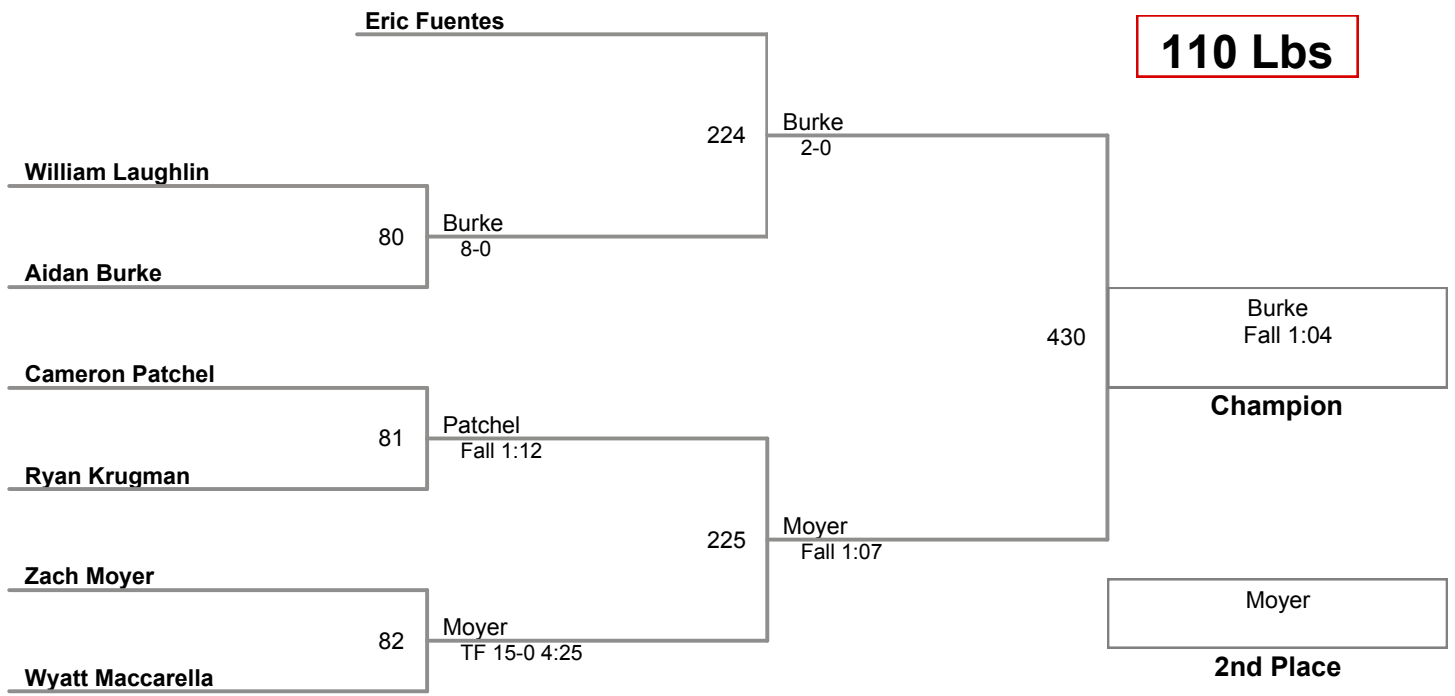 Eric Fuentes
110 Lbs
224
Burke
2-0
William Laughlin
80
Burke
8-0
Aidan Burke
430
Burke
Fall 1:04
Champion
Cameron Patchel
81
Patchel
Fall 1:12
Ryan Krugman
225
Moyer
Fall 1:07
Zach Moyer
Moyer
2nd Place
82
Moyer
TF 15-0 4:25
Wyatt Maccarella